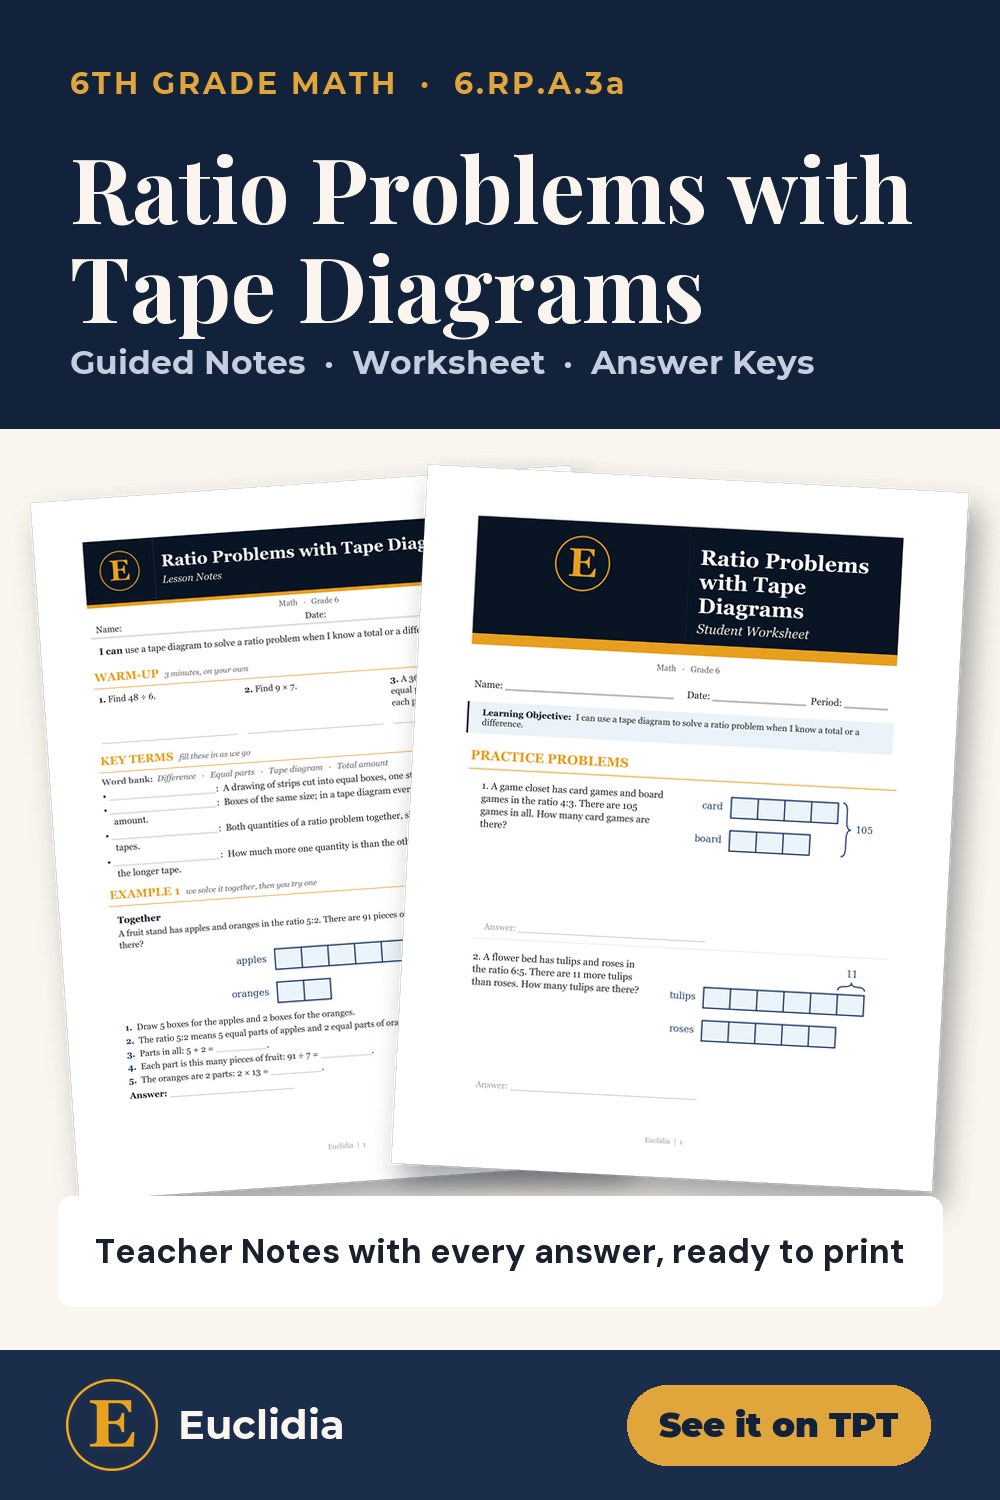 6TH GRADE MATH · 6.RP.A.3a
Ratio Problems with
Tape Diagrams
Guided Notes · Worksheet · Answer Keys
E
Ratio Problems with Tape Diag
Lesson Notes
Math · Grade 6
Name:
Date:
I can use a tape diagram to solve a ratio problem when I know a total or a diffe
WARM-UP 3 minutes, on your own
1. Find 48 ÷ 6.
2. Find 9 × 7.
3. A 36
equal
each
KEY TERMS fill these in as we go
Word bank: Difference · Equal parts · Tape diagram · Total amount
• : A drawing of strips cut into equal boxes, one st
• : Boxes of the same size; in a tape diagram ever
amount.
• : Both quantities of a ratio problem together, s
tapes.
• : How much more one quantity is than the oth
the longer tape.
EXAMPLE 1 we solve it together, then you try one
Together
A fruit stand has apples and oranges in the ratio 5:2. There are 91 pieces
there?
apples
oranges
1. Draw 5 boxes for the apples and 2 boxes for the oranges.
2. The ratio 5:2 means 5 equal parts of apples and 2 equal parts of ora
3. Parts in all: 5 + 2 = ________.
4. Each part is this many pieces of fruit: 91 ÷ 7 = ________.
5. The oranges are 2 parts: 2 × 13 = ________.
Answer:
Euclidia | 1
E
Ratio Problems
with Tape
Diagrams
Student Worksheet
Math · Grade 6
Name: Date: Period:
Learning Objective: I can use a tape diagram to solve a ratio problem when I know a total or a
difference.
PRACTICE PROBLEMS
1. A game closet has card games and board
games in the ratio 4:3. There are 105
games in all. How many card games are
there?
card
board
105
Answer:
2. A flower bed has tulips and roses in
the ratio 6:5. There are 11 more tulips
than roses. How many tulips are there?
11
tulips
roses
Answer:
Euclidia | 1
Teacher Notes with every answer, ready to print
E
Euclidia
See it on TPT